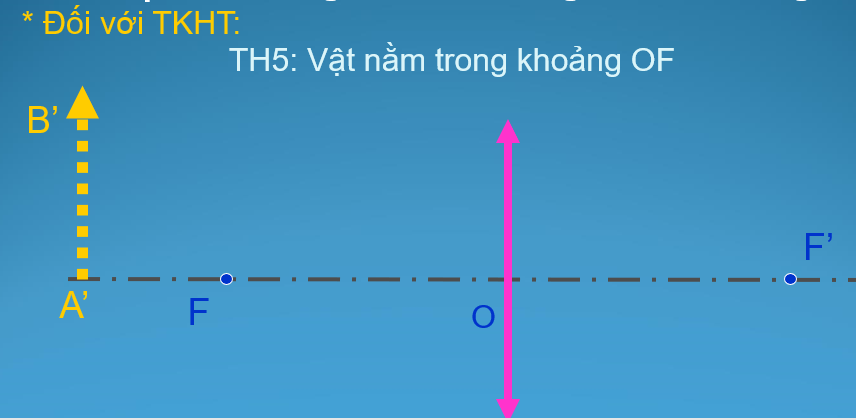 * Đối với TKHT:
TH5: Vật nằm trong khoảng OF
B’
F’
A’
F
O